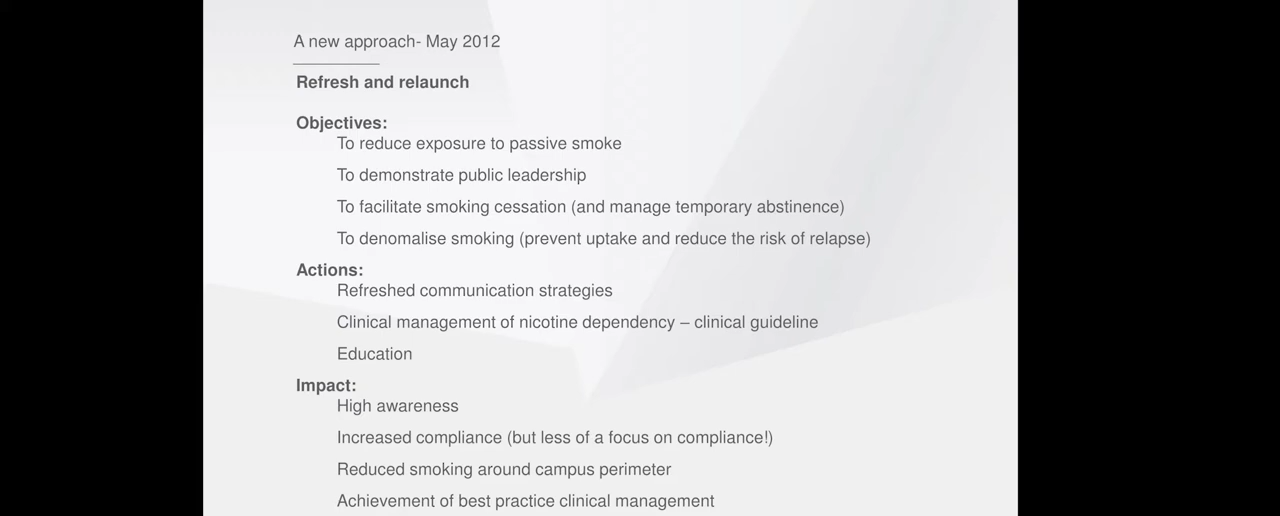 A new approach- May 2012
Refresh and relaunch
Objectives:
To reduce exposure to passive smoke
To demonstrate public leadership
To facilitate smoking cessation (and manage temporary abstinence)
To denomalise smoking (prevent uptake and reduce the risk of relapse)
Actions:
Refreshed communication strategies
Clinical management of nicotine dependency – clinical guideline
Education
Impact:
High awareness
Increased compliance (but less of a focus on compliance!)
Reduced smoking around campus perimeter
Achievement of best practice clinical management